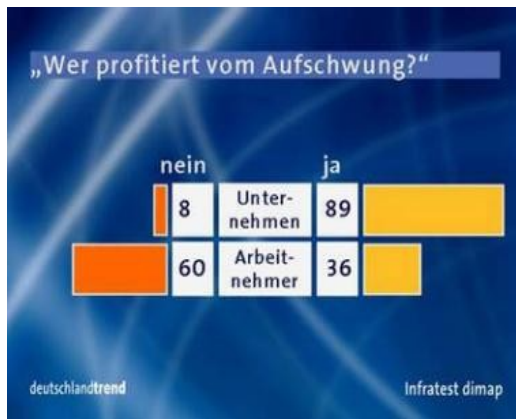 „Wer profitiert vom Aufschwung?“
nein ja
8 Unter-
nehmen 89
60 Arbeit-
nehmer 36
deutschlandtrend Infratest dimap